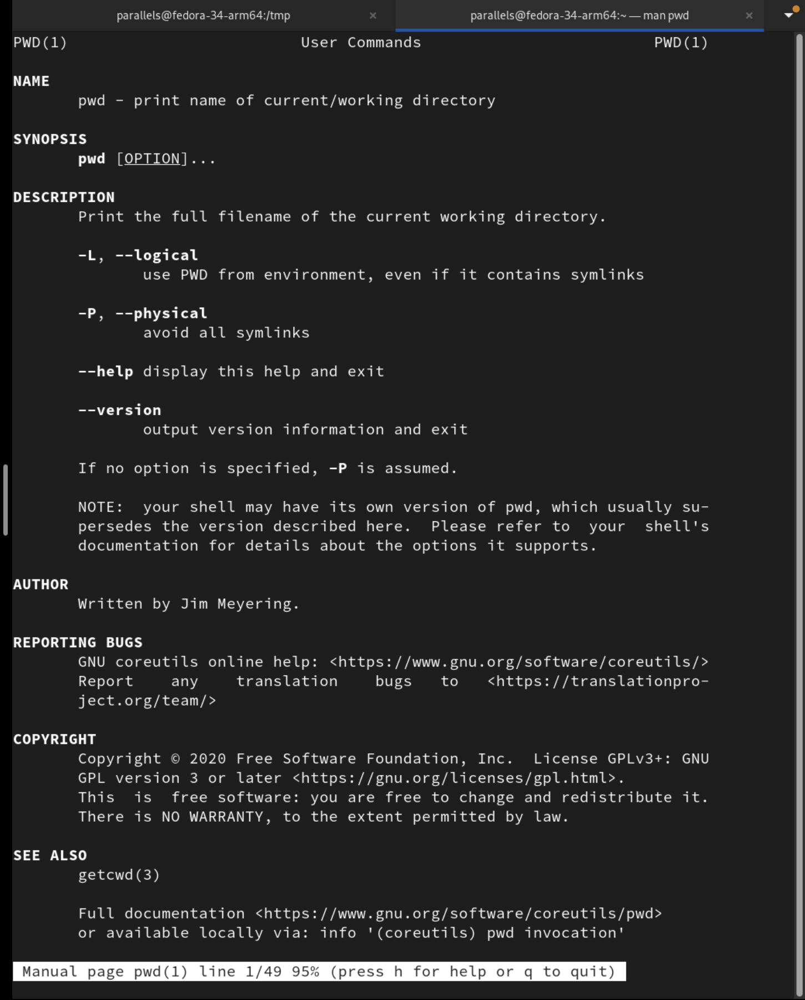 parallels@fedora-34-arm64:/tmp × parallels@fedora-34-arm64:~ — man pwd ×
PWD(1) User Commands PWD(1)
NAME
pwd - print name of current/working directory
SYNOPSIS
pwd [OPTION]...
DESCRIPTION
Print the full filename of the current working directory.
-L, --logical
use PWD from environment, even if it contains symlinks
-P, --physical
avoid all symlinks
--help display this help and exit
--version
output version information and exit
If no option is specified, -P is assumed.
NOTE:  your shell may have its own version of pwd, which usually su-
persedes the version described here.  Please refer to  your  shell's
documentation for details about the options it supports.
AUTHOR
Written by Jim Meyering.
REPORTING BUGS
GNU coreutils online help: <https://www.gnu.org/software/coreutils/>
Report any translation bugs to <https://translationpro-
ject.org/team/>
COPYRIGHT
Copyright © 2020 Free Software Foundation, Inc.  License GPLv3+: GNU
GPL version 3 or later <https://gnu.org/licenses/gpl.html>.
This  is  free software: you are free to change and redistribute it.
There is NO WARRANTY, to the extent permitted by law.
SEE ALSO
getcwd(3)
Full documentation <https://www.gnu.org/software/coreutils/pwd>
or available locally via: info '(coreutils) pwd invocation'
Manual page pwd(1) line 1/49 95% (press h for help or q to quit)